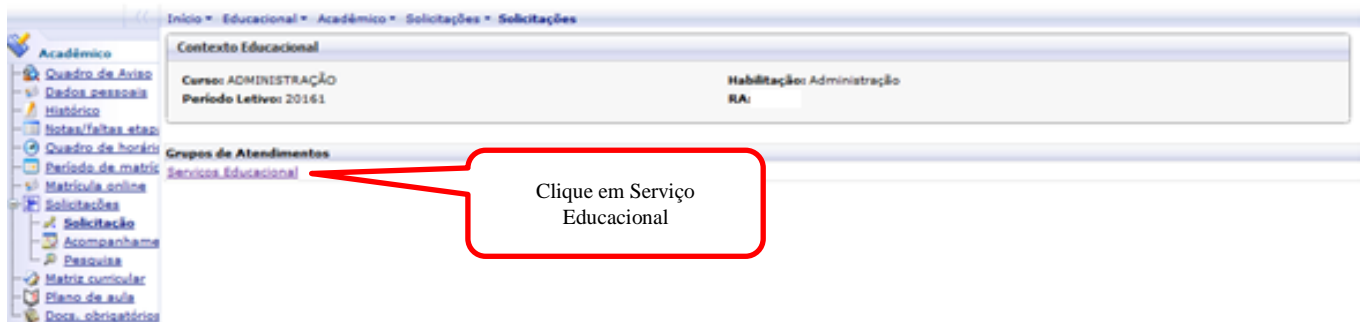 Início Educacional Acadêmico Solicitações Solicitações
Acadêmico
Quadro de Aviso
Dados pessoais
Histórico
Notas/faltas etap
Quadro de horário
Período de matríc
Matrícula online
Solicitações
Solicitação
Acompanhame
Pesquisa
Matriz curricular
Plano de aula
Docs. obrigatórios
Contexto Educacional
Curso: ADMINISTRAÇÃO
Habilitação: Administração
Período Letivo: 20161
RA:
Grupos de Atendimentos
Serviços Educacional
Clique em Serviço
Educacional